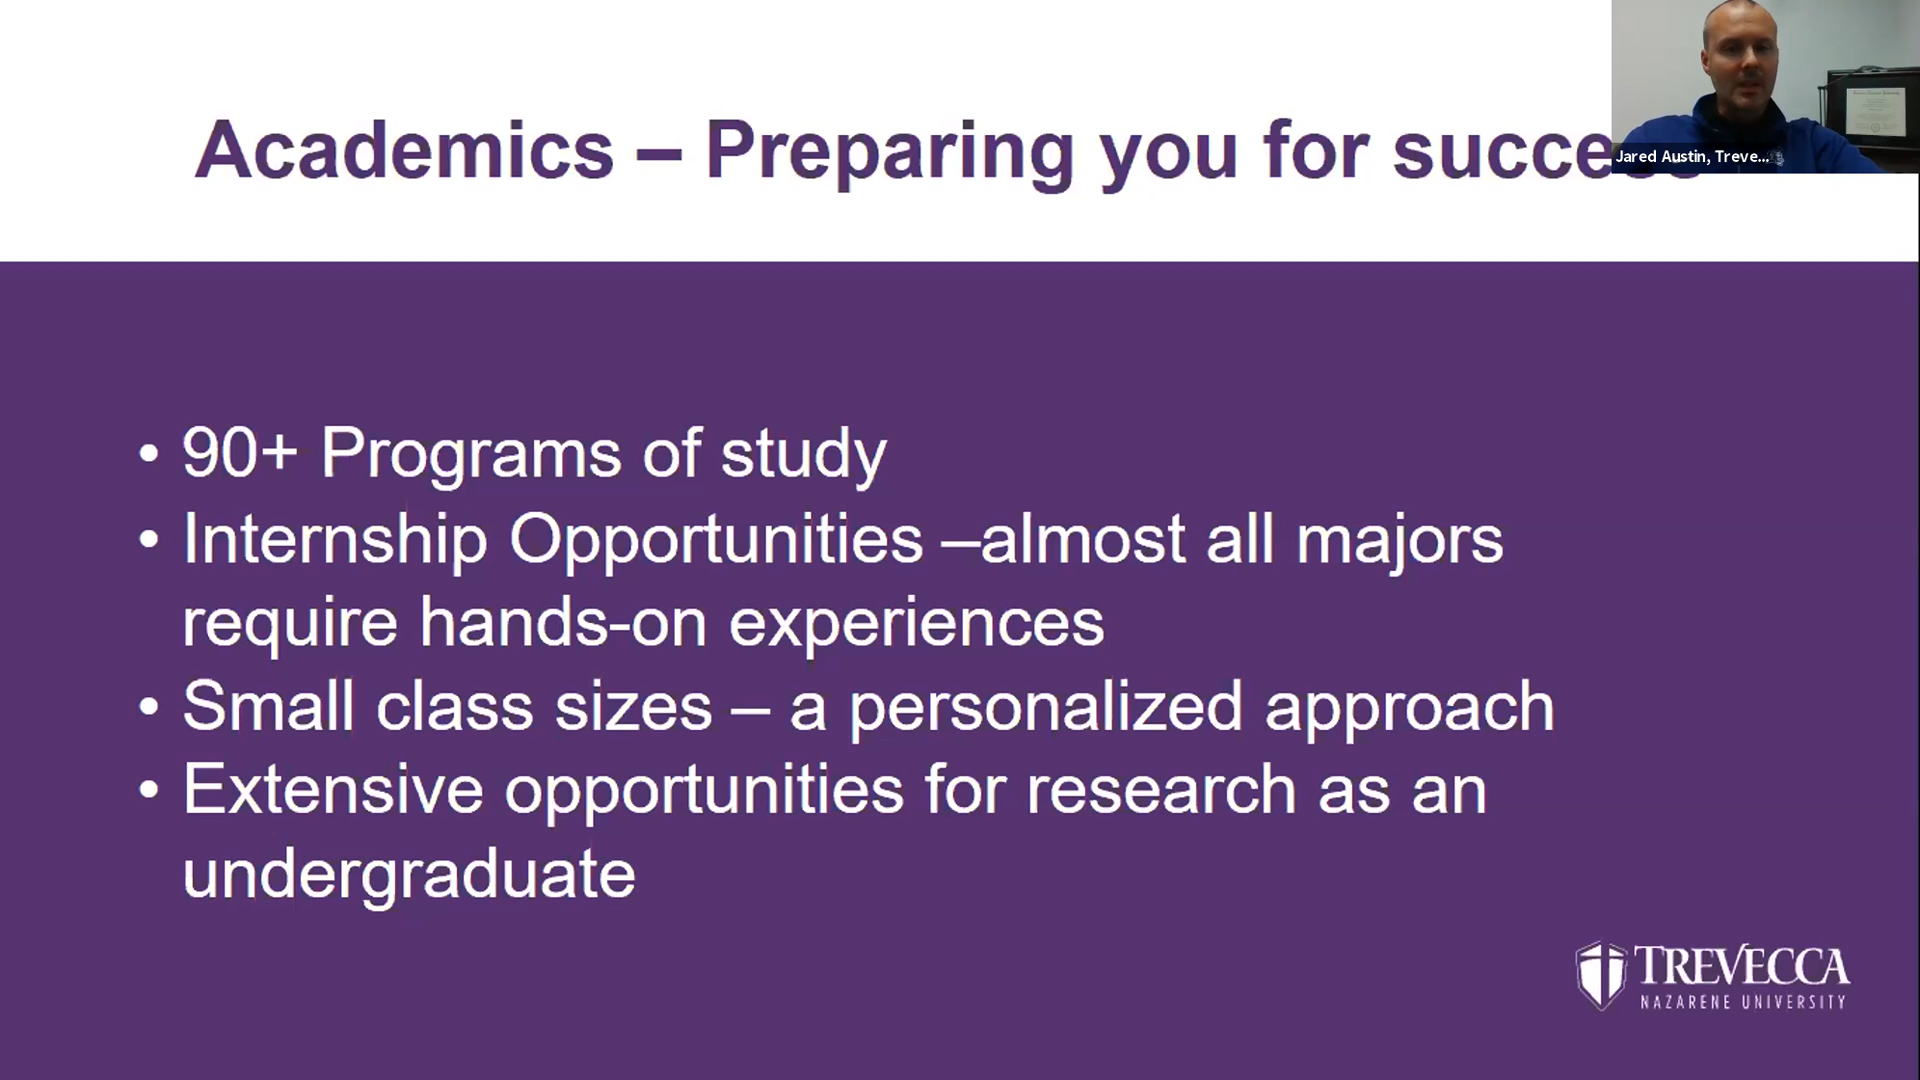 Academics – Preparing you for succe
Jared Austin, Treve...
• 90+ Programs of study
• Internship Opportunities –almost all majors
require hands-on experiences
• Small class sizes – a personalized approach
• Extensive opportunities for research as an
undergraduate
TREVECCA
NAZARENE UNIVERSITY